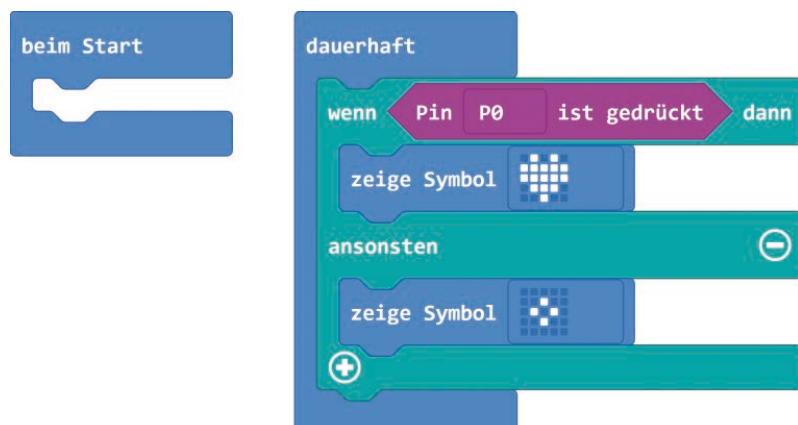 beim Start
dauerhaft
wenn Pin P0 ist gedrückt dann
zeige Symbol
ansonsten
zeige Symbol